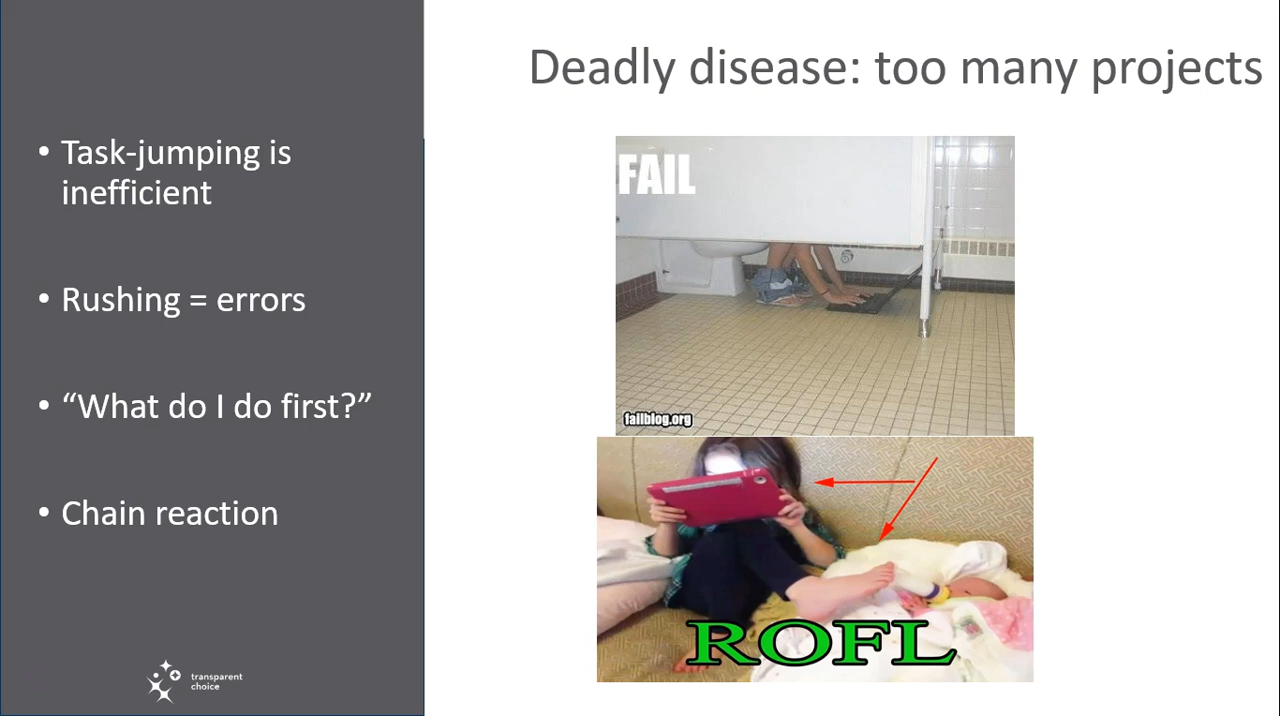 Deadly disease: too many projects
• Task-jumping is
inefficient
• Rushing = errors
• “What do I do first?”
• Chain reaction
FAIL
failblog.org
ROFL
transparent
choice